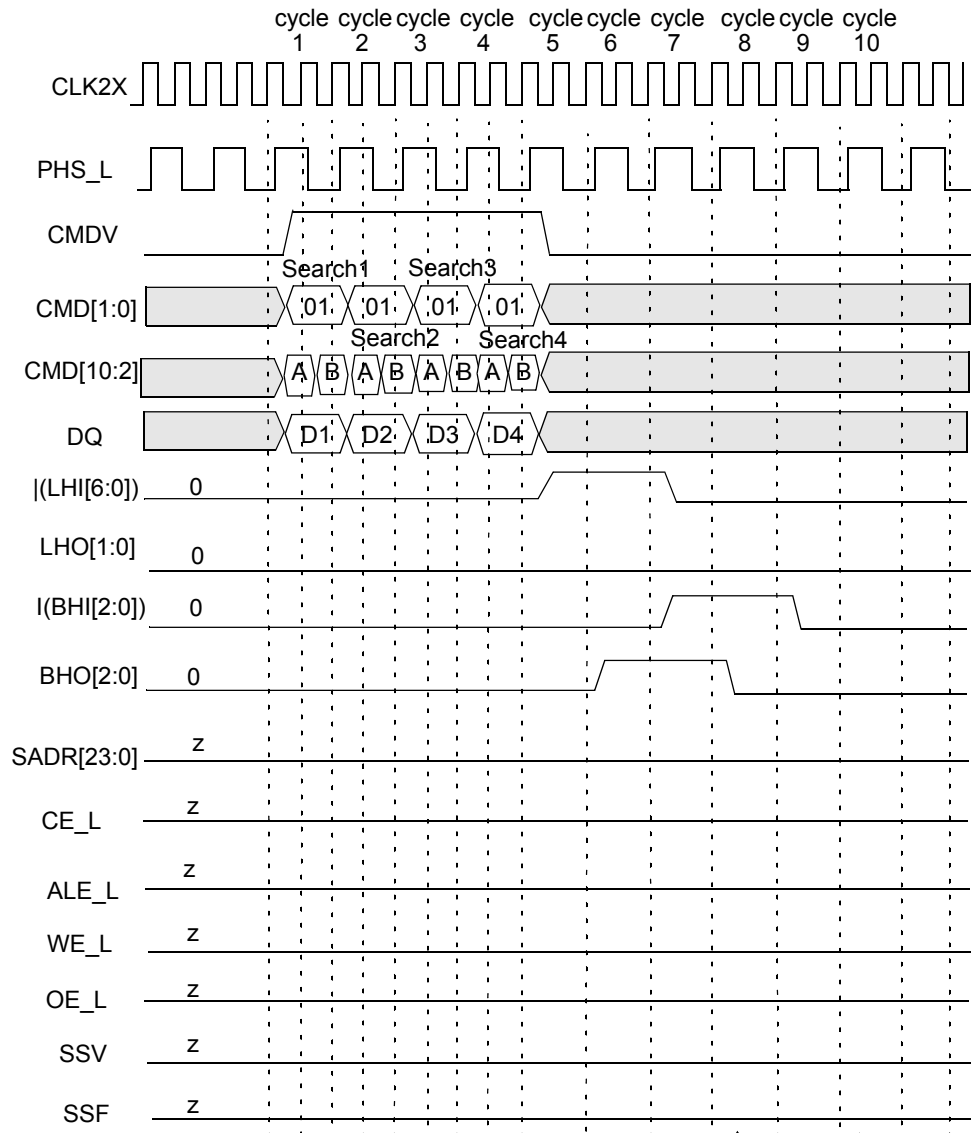 cycle cycle cycle cycle cycle cycle cycle cycle cycle cycle
1 2 3 4 5 6 7 8 9 10
CLK2X
PHS_L
CMDV
Search1 Search3
CMD[1:0] 01 01 01 01
Search2 Search4
CMD[10:2] A B A B A B A B
DQ D1 D2 D3 D4
|(LHI[6:0]) 0
LHO[1:0] 0
I(BHI[2:0]) 0
BHO[2:0] 0
SADR[23:0] z
CE_L z
ALE_L z
WE_L z
OE_L z
SSV z
SSF z